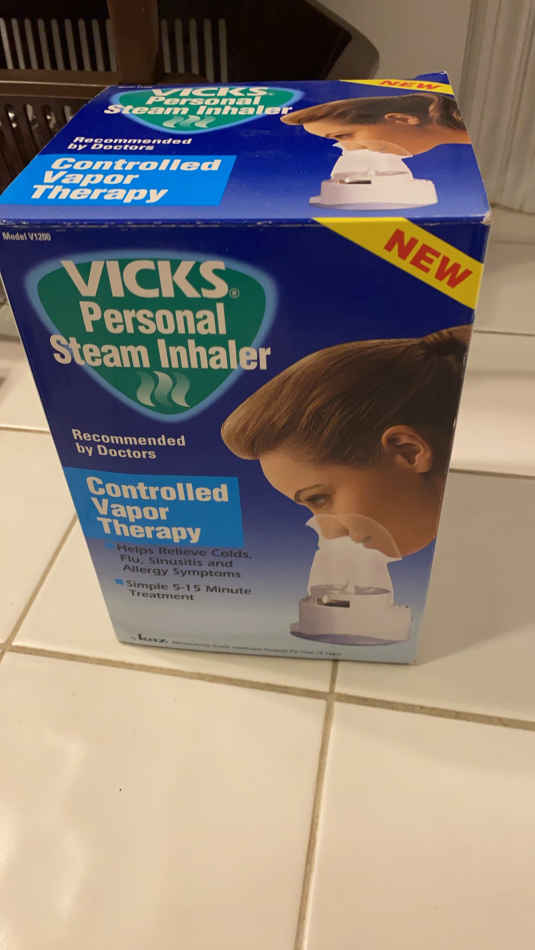 VICKS®
Personal
Steam Inhaler
NEW
Recommended
by Doctors
Controlled
Vapor
Therapy
Model V1200
NEW
VICKS®
Personal
Steam Inhaler
Recommended
by Doctors
Controlled
Vapor
Therapy
Helps Relieve Colds,
Flu, Sinusitis and
Allergy Symptoms
Simple 5-15 Minute
Treatment
kaz